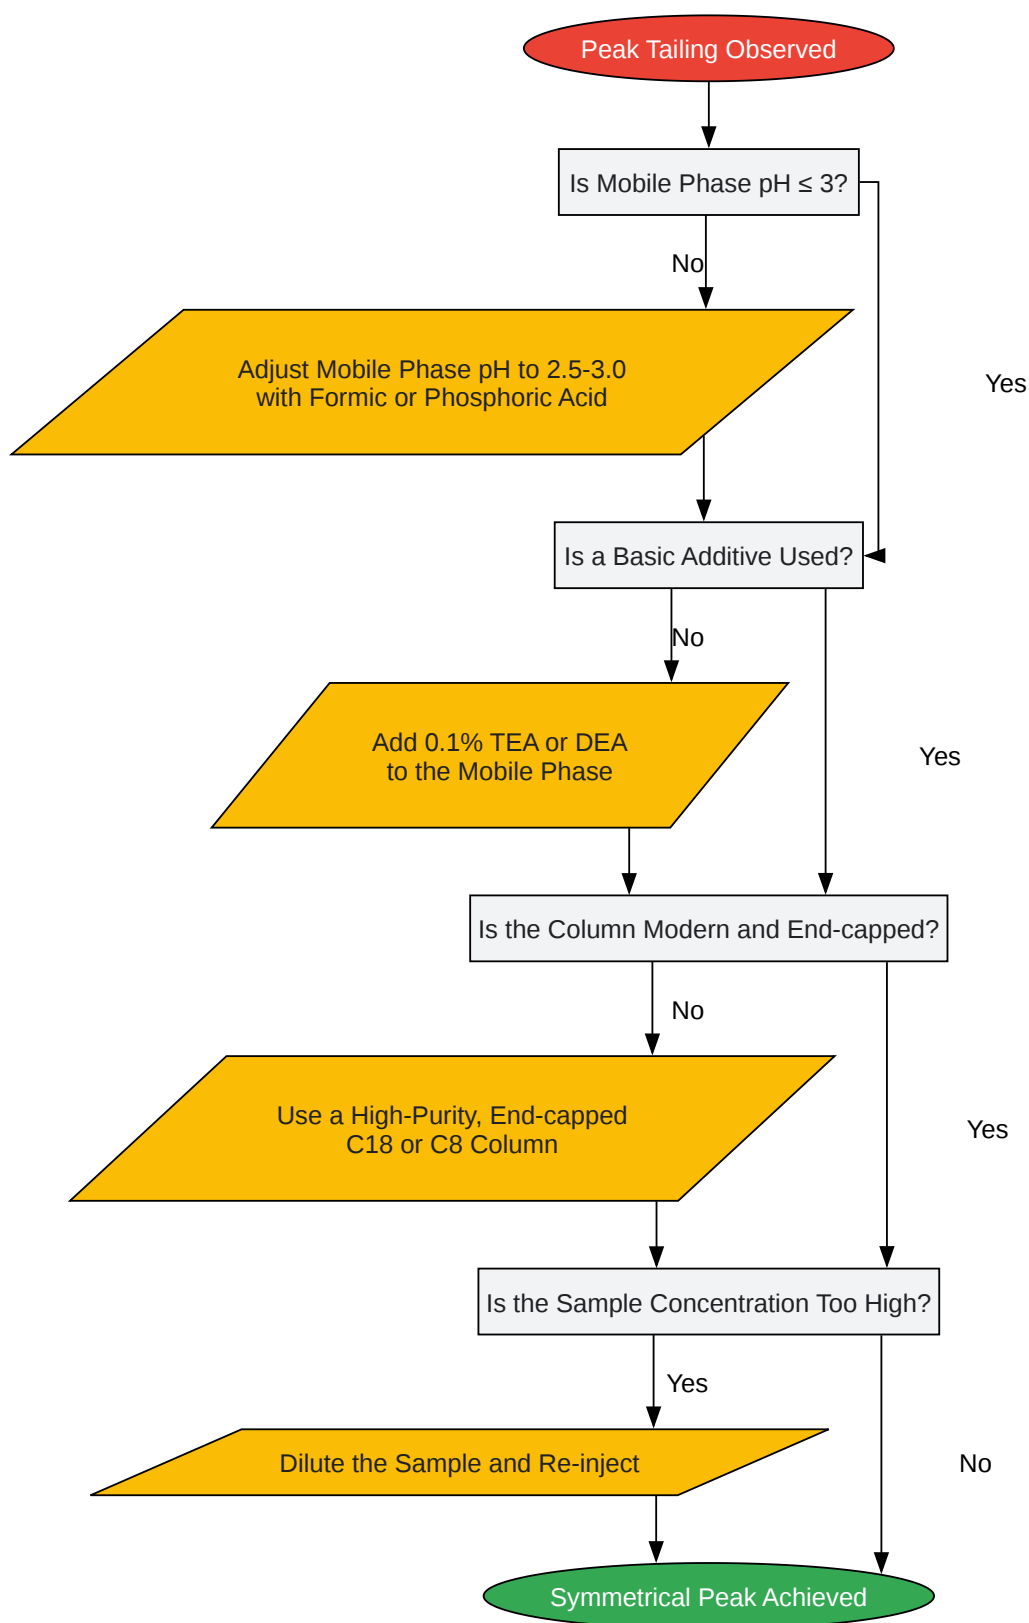 Peak Tailing Observed
Is Mobile Phase pH ≤ 3?
No
Adjust Mobile Phase pH to 2.5-3.0
with Formic or Phosphoric Acid
Yes
Is a Basic Additive Used?
No
Add 0.1% TEA or DEA
to the Mobile Phase
Yes
Is the Column Modern and End-capped?
No
Use a High-Purity, End-capped
C18 or C8 Column
Yes
Is the Sample Concentration Too High?
Yes
Dilute the Sample and Re-inject
No
Symmetrical Peak Achieved